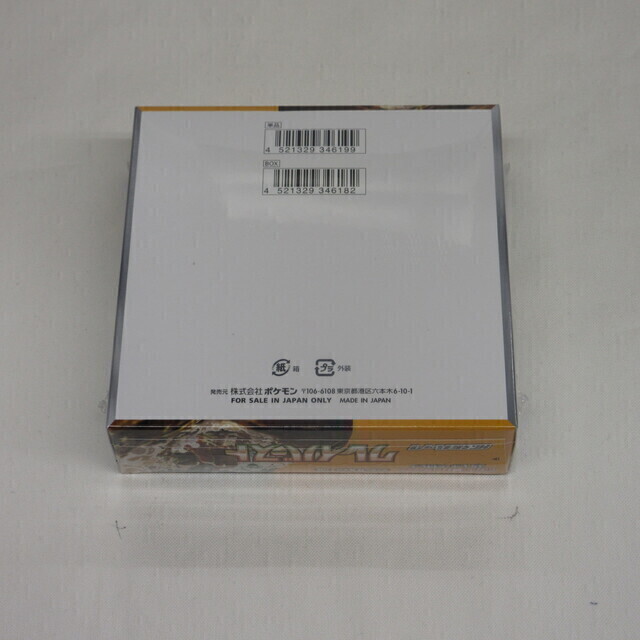 単品
4 521329 346199
BOX
4 521329 346182
紙 箱
プラ 外装
発売元 株式会社ポケモン 〒106-6108 東京都港区六本木6-10-1
FOR SALE IN JAPAN ONLY MADE IN JAPAN